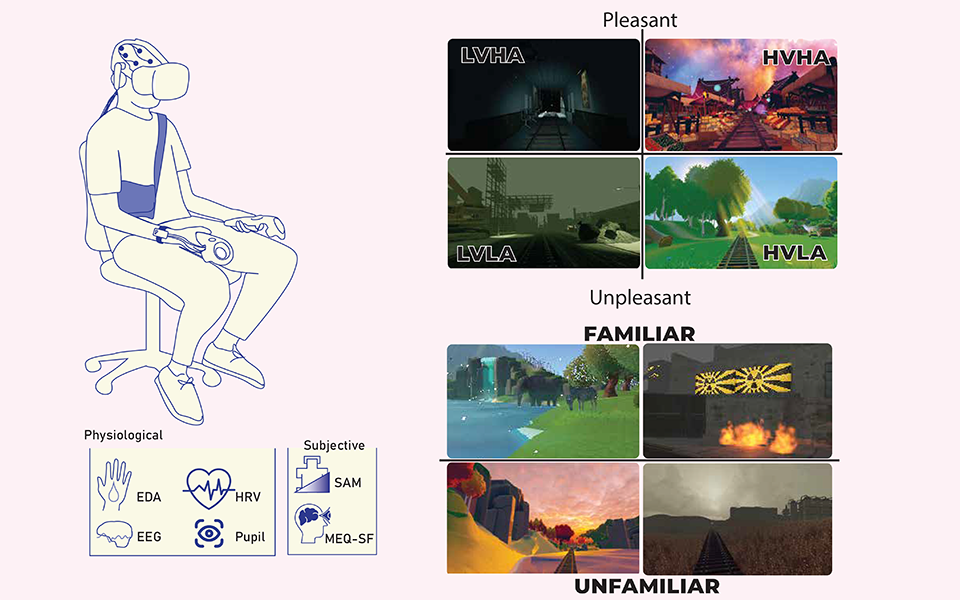 Pleasant
LVHA
HVHA
LVLA
HVLA
Unpleasant
FAMILIAR
UNFAMILIAR
Physiological
EDA
HRV
EEG
Pupil
Subjective
SAM
MEQ-SF